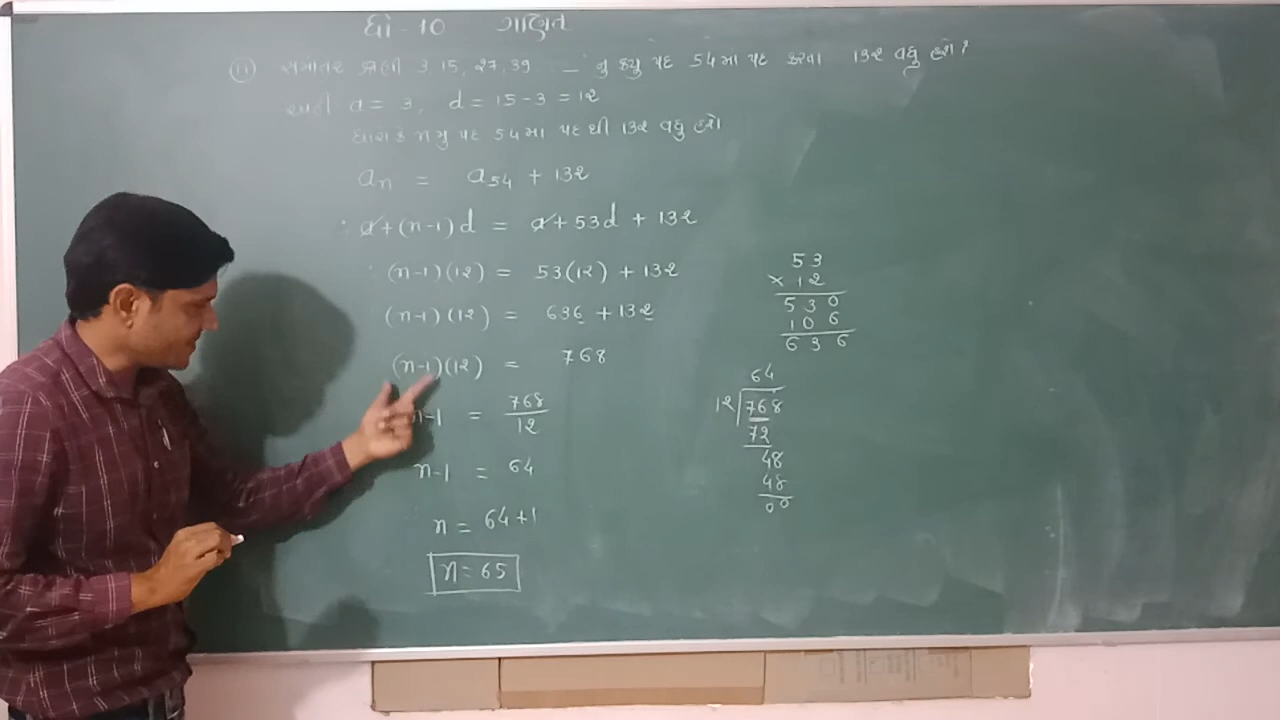 ધો - 10 ગણિત
(11) સમાંતર શ્રેણી 3, 15, 27, 39 ... નું કયું પદ 54માં પદ કરતાં 132 વધુ હશે?
અહીં a = 3, d = 15 - 3 = 12
ધારો કે n મું પદ 54માં પદ થી 132 વધુ હશે
aₙ = a₅₄ + 132
∴ a + (n-1) d = a + 53d + 132
∴ (n-1)(12) = 53(12) + 132
(n-1)(12) = 636 + 132
(n-1)(12) = 768
n-1 = 768/12
n-1 = 64
n = 64+1
n = 65
53
× 12
530
106
636
64
12 768
72
48
48
00